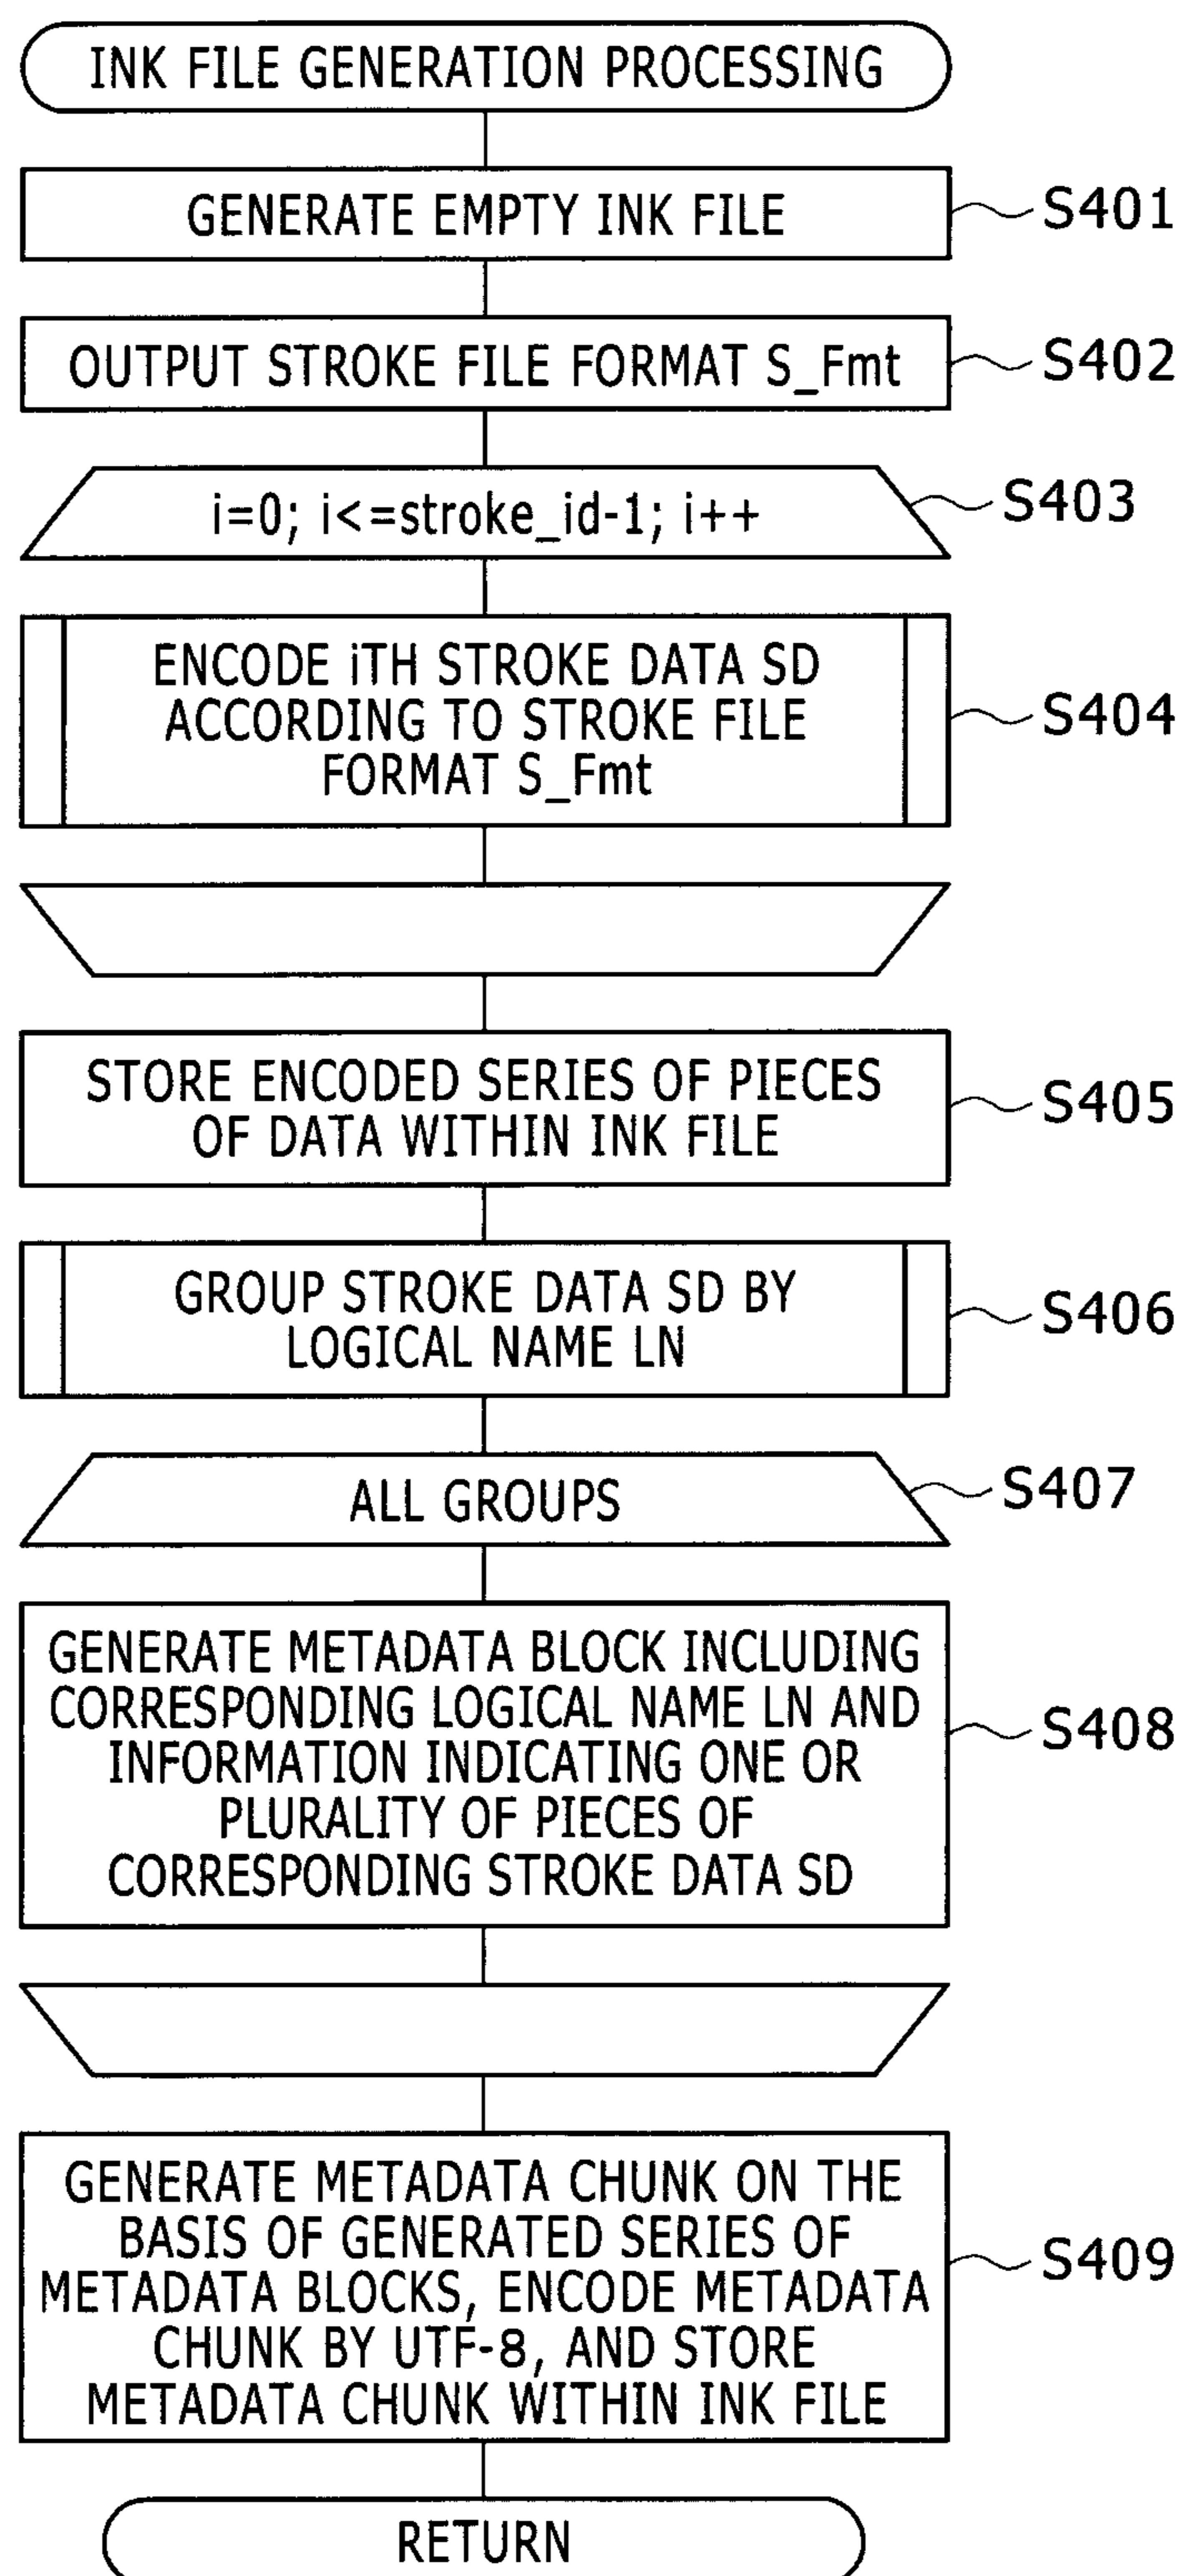 INK FILE GENERATION PROCESSING
GENERATE EMPTY INK FILE
S401
OUTPUT STROKE FILE FORMAT S_Fmt
S402
i=0; i<=stroke_id-1; i++
S403
ENCODE iTH STROKE DATA SD
ACCORDING TO STROKE FILE
FORMAT S_Fmt
S404
STORE ENCODED SERIES OF PIECES
OF DATA WITHIN INK FILE
S405
GROUP STROKE DATA SD BY
LOGICAL NAME LN
S406
ALL GROUPS
S407
GENERATE METADATA BLOCK INCLUDING
CORRESPONDING LOGICAL NAME LN AND
INFORMATION INDICATING ONE OR
PLURALITY OF PIECES OF
CORRESPONDING STROKE DATA SD
S408
GENERATE METADATA CHUNK ON THE
BASIS OF GENERATED SERIES OF
METADATA BLOCKS, ENCODE METADATA
CHUNK BY UTF-8, AND STORE
METADATA CHUNK WITHIN INK FILE
S409
RETURN